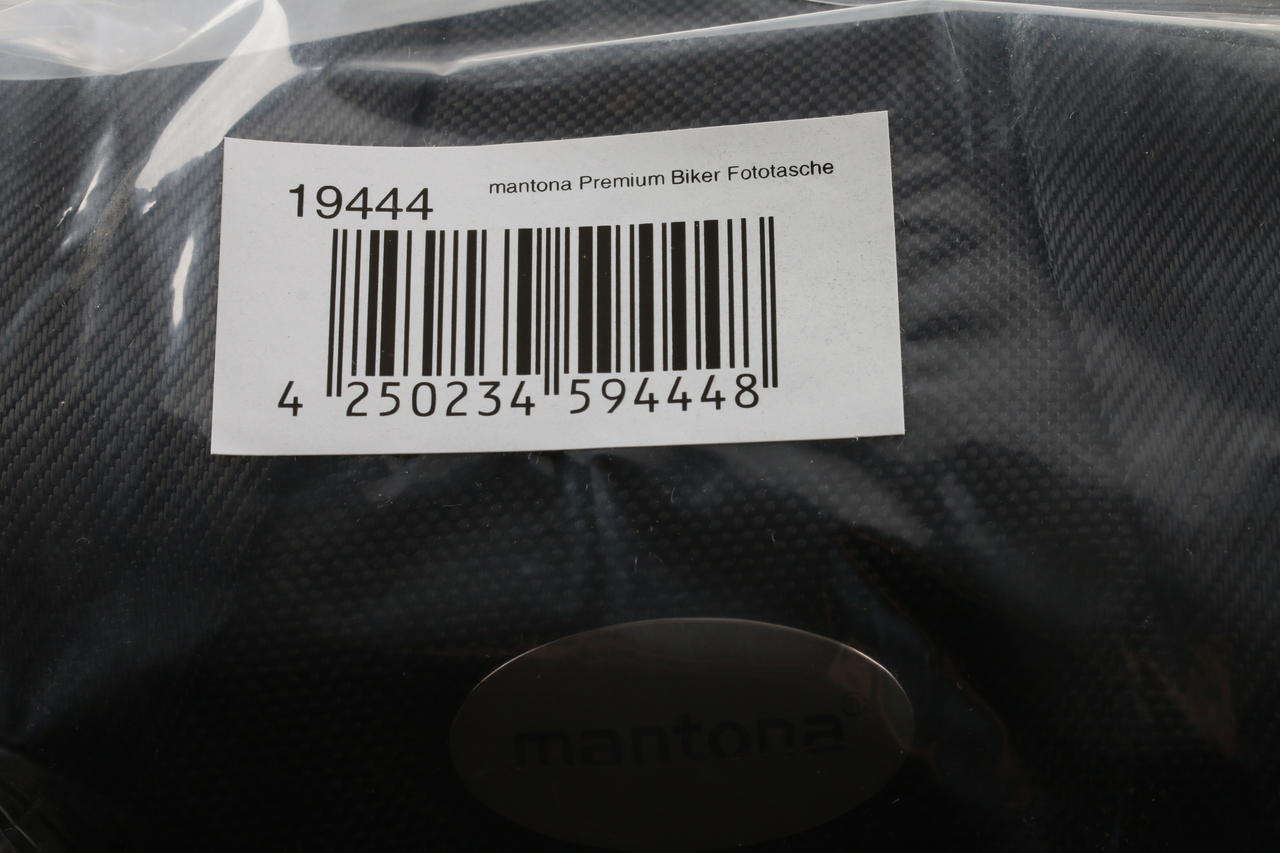 19444
mantona Premium Biker Fototasche
4 250234 594448
mantona®